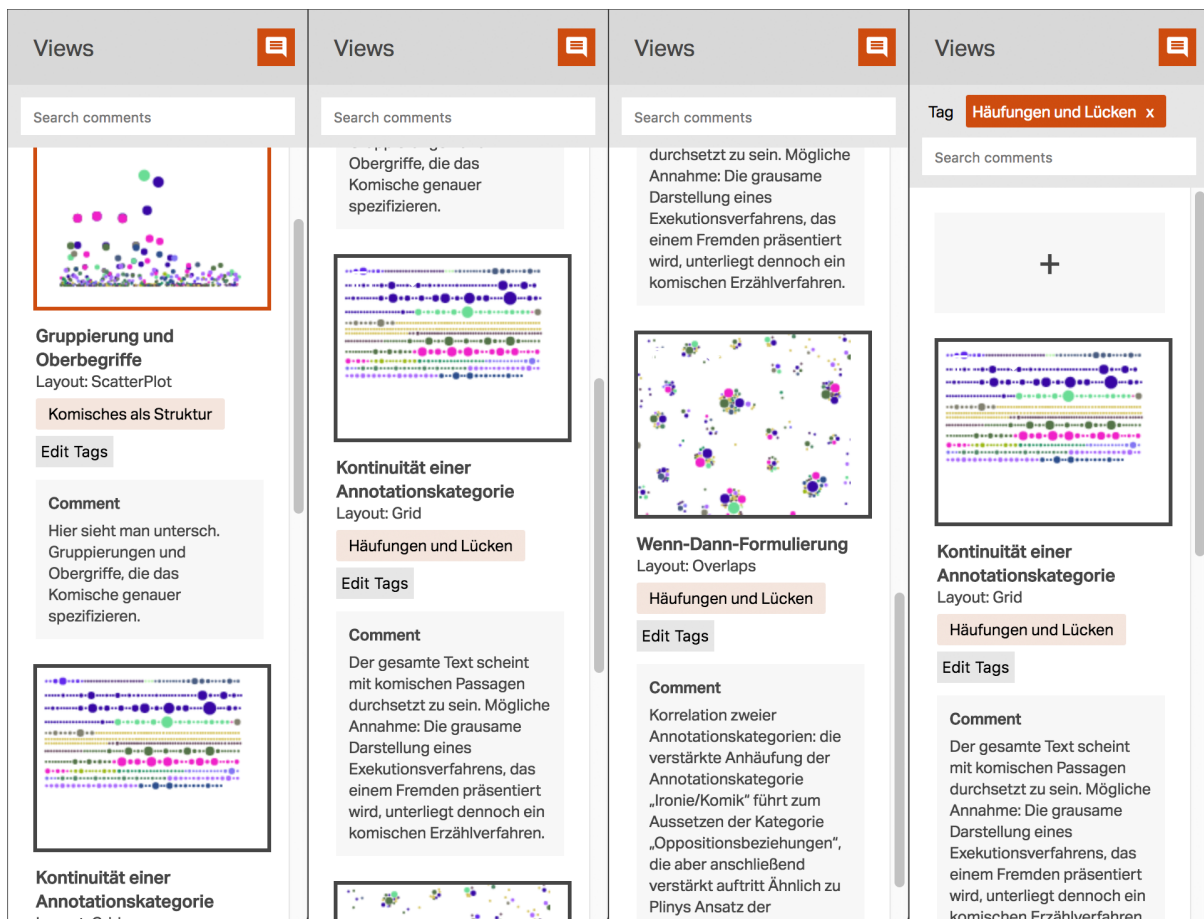 Views
Search comments
Gruppierung und
Oberbegriffe
Layout: ScatterPlot
Komisches als Struktur
Edit Tags
Comment
Hier sieht man untersch.
Gruppierungen und
Obergriffe, die das
Komische genauer
spezifizieren.
Kontinuität einer
Annotationskategorie
Views
Search comments
Obergriffe, die das
Komische genauer
spezifizieren.
Kontinuität einer
Annotationskategorie
Layout: Grid
Häufungen und Lücken
Edit Tags
Comment
Der gesamte Text scheint
mit komischen Passagen
durchsetzt zu sein. Mögliche
Annahme: Die grausame
Darstellung eines
Exekutionsverfahrens, das
einem Fremden präsentiert
wird, unterliegt dennoch ein
komischen Erzählverfahren.
Views
Search comments
durchsetzt zu sein. Mögliche
Annahme: Die grausame
Darstellung eines
Exekutionsverfahrens, das
einem Fremden präsentiert
wird, unterliegt dennoch ein
komischen Erzählverfahren.
Wenn-Dann-Formulierung
Layout: Overlaps
Häufungen und Lücken
Edit Tags
Comment
Korrelation zweier
Annotationskategorien: die
verstärkte Anhäufung der
Annotationskategorie
„Ironie/Komik“ führt zum
Aussetzen der Kategorie
„Oppositionsbeziehungen“,
die aber anschließend
verstärkt auftritt Ähnlich zu
Plinys Ansatz der
Views
Tag Häufungen und Lücken x
Search comments
+
Kontinuität einer
Annotationskategorie
Layout: Grid
Häufungen und Lücken
Edit Tags
Comment
Der gesamte Text scheint
mit komischen Passagen
durchsetzt zu sein. Mögliche
Annahme: Die grausame
Darstellung eines
Exekutionsverfahrens, das
einem Fremden präsentiert
wird, unterliegt dennoch ein
komischen Erzählverfahren.